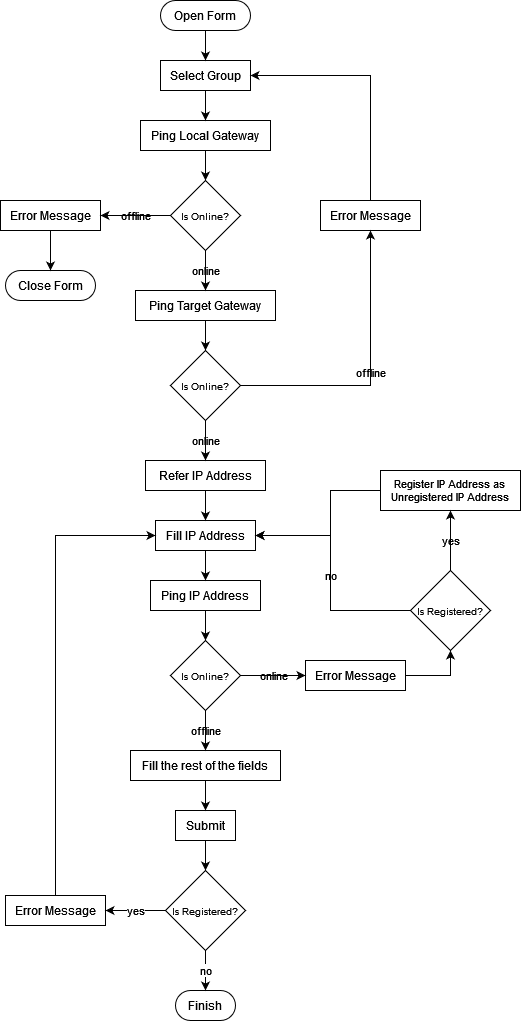 Open Form
Select Group
Ping Local Gateway
Is Online?
offline
Error Message
Close Form
Error Message
online
Ping Target Gateway
Is Online?
offline
online
Refer IP Address
Register IP Address as
Unregistered IP Address
Fill IP Address
yes
no
Ping IP Address
Is Registered?
Is Online?
online
Error Message
offline
Fill the rest of the fields
Submit
Is Registered?
yes
Error Message
no
Finish